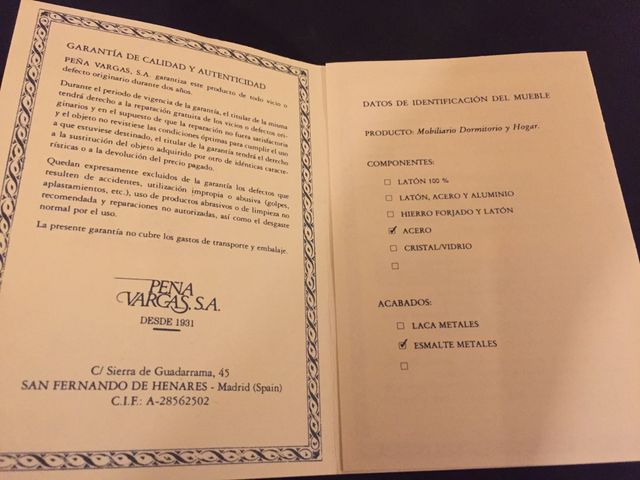 GARANTÍA DE CALIDAD Y AUTENTICIDAD
PEÑA VARGAS, S.A. garantiza este producto de todo vicio o
defecto originario durante dos años.
Durante el periodo de vigencia de la garantía, el titular de la misma
tendrá derecho a la reparación gratuita de los vicios o defectos ori-
ginarios y en el supuesto de que la reparación no fuera satisfactoria
y el objeto no revistiese las condiciones óptimas para cumplir el uso
a que estuviese destinado, el titular de la garantía tendrá el derecho
a la sustitución del objeto adquirido por otro de idénticas caracte-
rísticas o a la devolución del precio pagado.
Quedan expresamente excluidos de la garantía los defectos que
resulten de accidentes, utilización impropia o abusiva (golpes,
aplastamientos, etc.), uso de productos abrasivos o de limpieza no
recomendada y reparaciones no autorizadas, así como el desgaste
normal por el uso.
La presente garantía no cubre los gastos de transporte y embalaje.
PEÑA
VARGAS, S.A.
DESDE 1931
C/ Sierra de Guadarrama, 45
SAN FERNANDO DE HENARES - Madrid (Spain)
C.I.F.: A-28562502
DATOS DE IDENTIFICACIÓN DEL MUEBLE
PRODUCTO: Mobiliario Dormitorio y Hogar.
COMPONENTES:
LATÓN 100 %
LATÓN, ACERO Y ALUMINIO
HIERRO FORJADO Y LATÓN
ACERO
CRISTAL/VIDRIO
ACABADOS:
LACA METALES
ESMALTE METALES